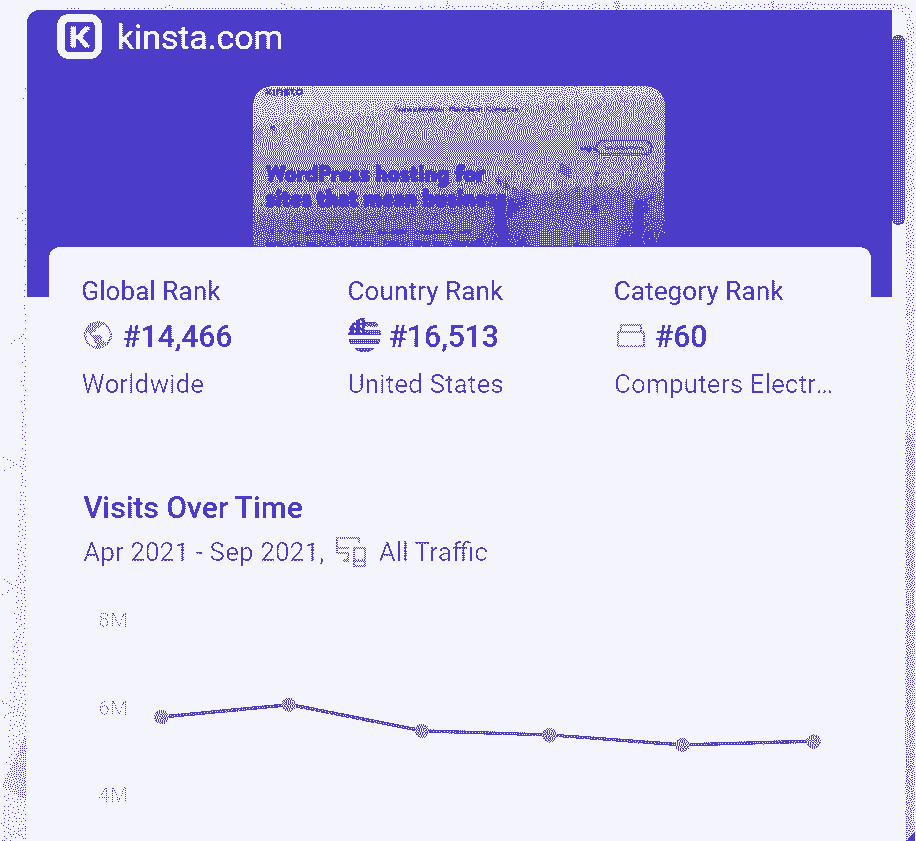 K kinsta.com
KINSTA
WordPress hosting for
sites that mean business
Global Rank
#14,466
Worldwide
Country Rank
#16,513
United States
Category Rank
#60
Computers Electr...
Visits Over Time
Apr 2021 - Sep 2021, All Traffic
8M
6M
4M